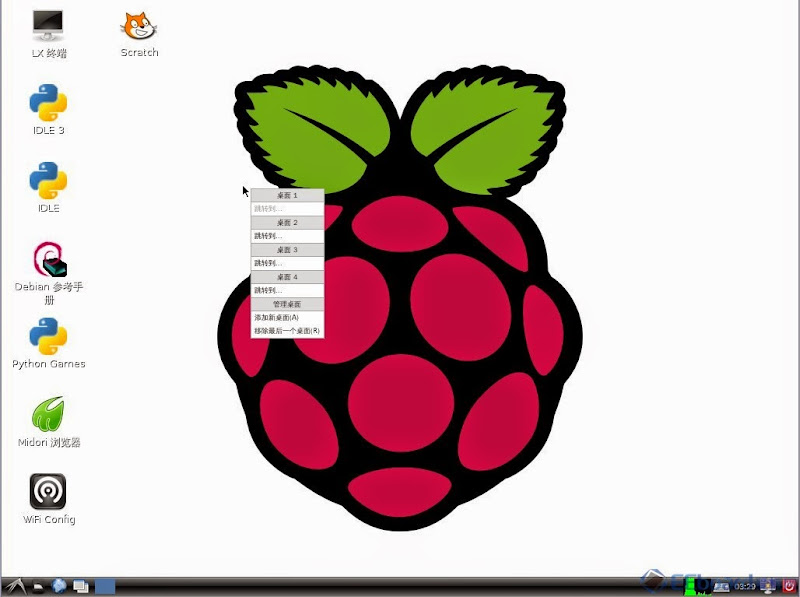 LX 终端
Scratch
IDLE 3
IDLE
Debian 参考手
册
Python Games
Midori 浏览器
WiFi Config
桌面 1
跳转到...
桌面 2
跳转到...
桌面 3
跳转到...
桌面 4
跳转到...
管理桌面
添加新桌面(A)
移除最后一个桌面(R)
03:29